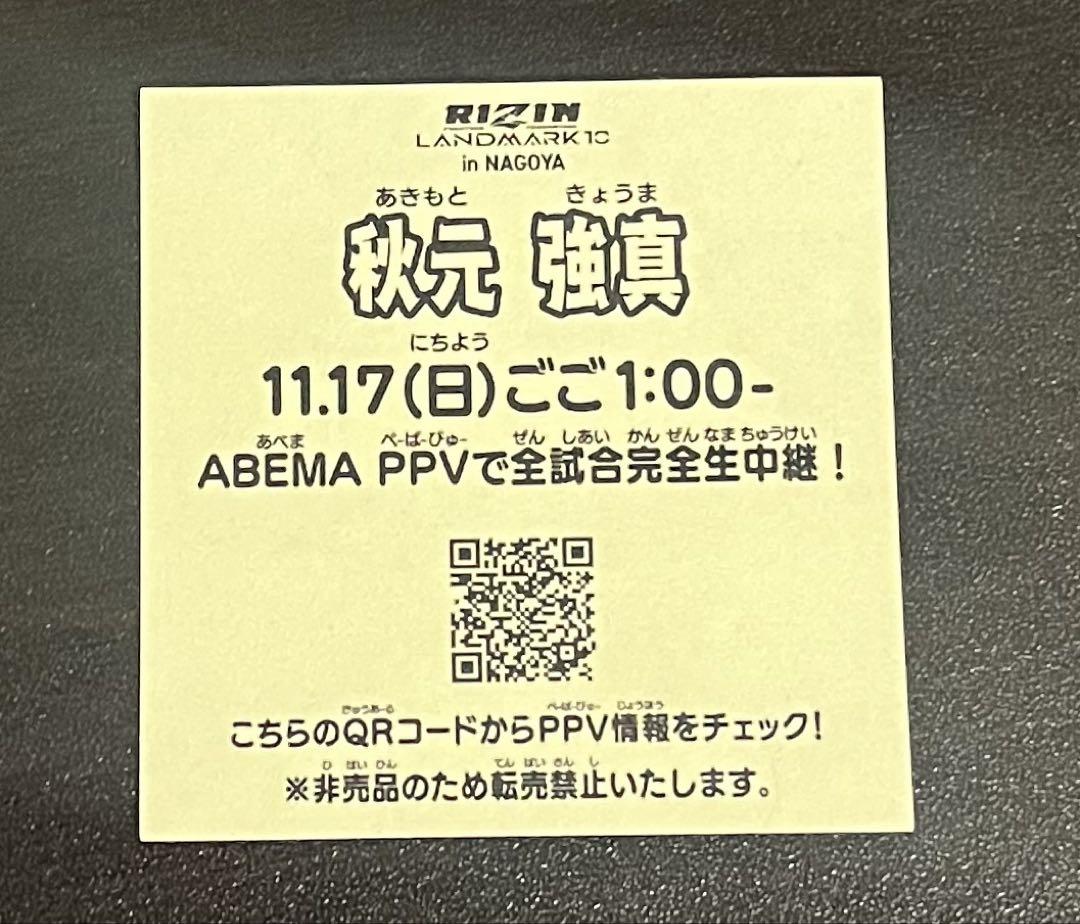 RIZIN
LANDMARK 10
in NAGOYA
あきもと きょうま
秋元 強真
にちよう
11.17(日)ごご1:00-
あべま ぺーぱーびゅー ぜん しあい かん ぜん なま ちゅうけい
ABEMA PPVで全試合完全生中継!
きゅうあーる ぺーぱーびゅー じょうほう
こちらのQRコードからPPV情報をチェック!
ひ ばい ひん てん ばい きん し
※非売品のため転売禁止いたします。